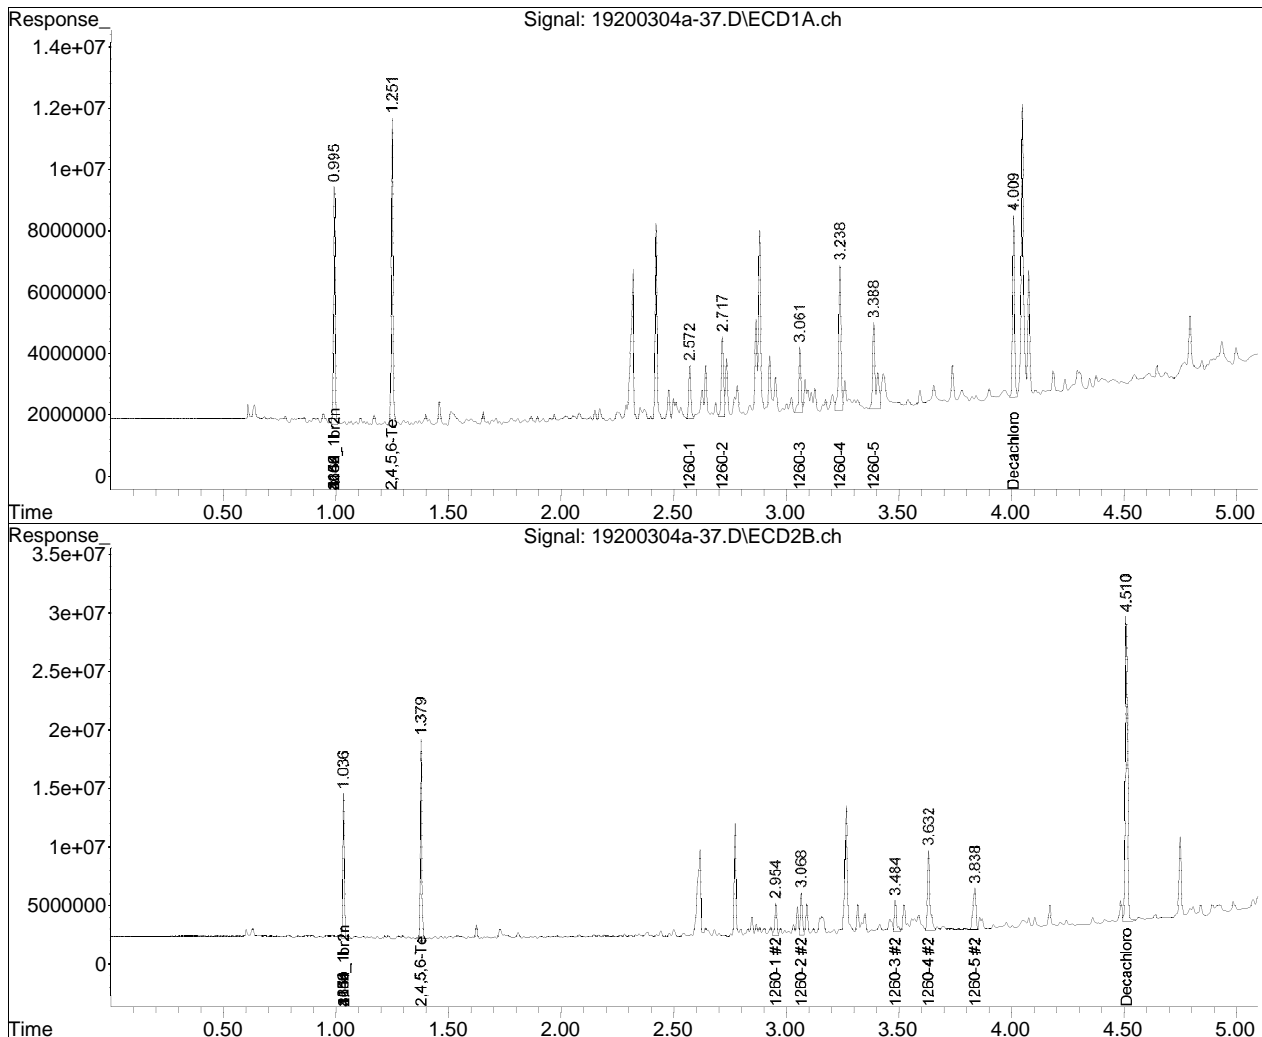 Response_
Signal: 19200304a-37.D\ECD1A.ch
1.4e+07
1.2e+07
1e+07
8000000
6000000
4000000
2000000
0
0.995
1.251
2.572
2.717
3.061
3.238
3.388
4.009
1br2n
2,4,5,6-Te
1260-1
1260-2
1260-3
1260-4
1260-5
Decachloro
Time
0.50 1.00 1.50 2.00 2.50 3.00 3.50 4.00 4.50 5.00
Response_
Signal: 19200304a-37.D\ECD2B.ch
3.5e+07
3e+07
2.5e+07
2e+07
1.5e+07
1e+07
5000000
0
1.036
1.379
2.954
3.068
3.484
3.632
3.838
4.510
1br2n
2,4,5,6-Te
1260-1 #2
1260-2 #2
1260-3 #2
1260-4 #2
1260-5 #2
Decachloro
Time
0.50 1.00 1.50 2.00 2.50 3.00 3.50 4.00 4.50 5.00